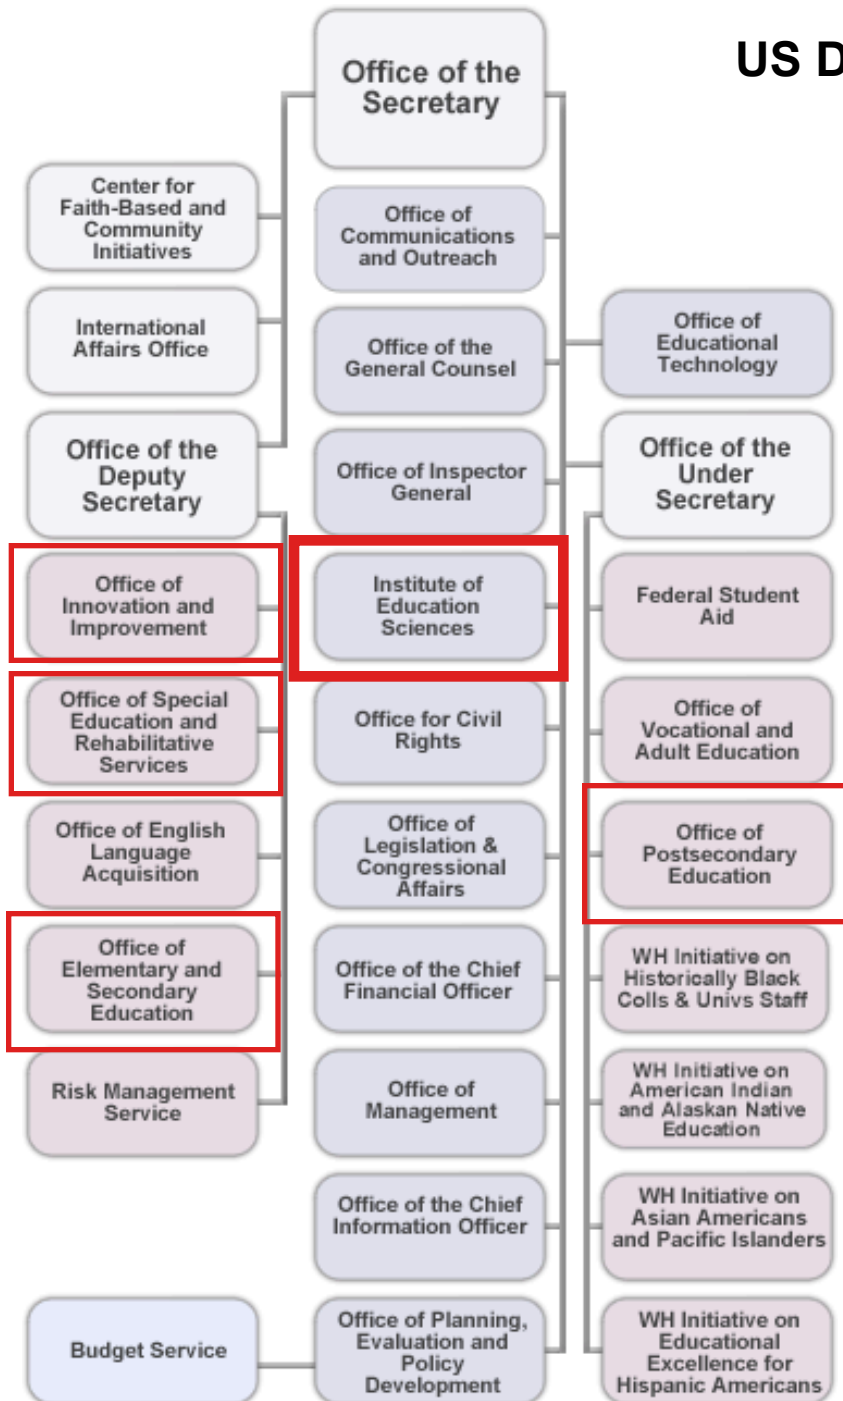 US D
Office of the
Secretary
Center for
Faith-Based and
Community
Initiatives
International
Affairs Office
Office of the
Deputy
Secretary
Office of
Innovation and
Improvement
Office of Special
Education and
Rehabilitative
Services
Office of English
Language
Acquisition
Office of
Elementary and
Secondary
Education
Risk Management
Service
Budget Service
Office of
Communications
and Outreach
Office of the
General Counsel
Office of Inspector
General
Institute of
Education
Sciences
Office for Civil
Rights
Office of
Legislation &
Congressional
Affairs
Office of the Chief
Financial Officer
Office of
Management
Office of the Chief
Information Officer
Office of Planning,
Evaluation and
Policy
Development
Office of
Educational
Technology
Office of the
Under
Secretary
Federal Student
Aid
Office of
Vocational and
Adult Education
Office of
Postsecondary
Education
WH Initiative on
Historically Black
Colls & Univs Staff
WH Initiative on
American Indian
and Alaskan Native
Education
WH Initiative on
Asian Americans
and Pacific Islanders
WH Initiative on
Educational
Excellence for
Hispanic Americans